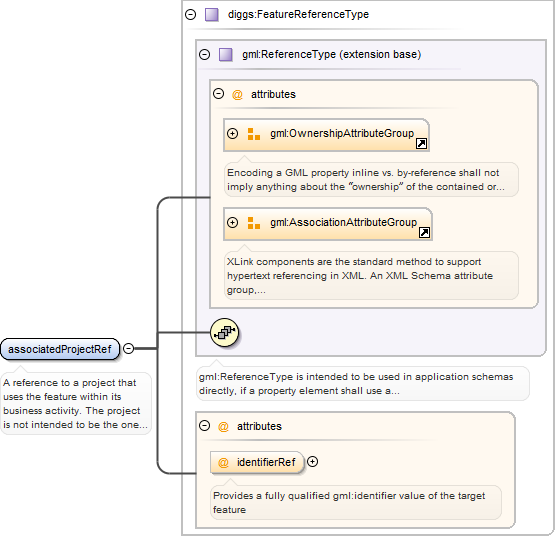 diggs:FeatureReferenceType
gml:ReferenceType (extension base)
@ attributes
gml:OwnershipAttributeGroup
Encoding a GML property inline vs. by-reference shall not
imply anything about the "ownership" of the contained or...
gml:AssociationAttributeGroup
XLink components are the standard method to support
hypertext referencing in XML. An XML Schema attribute
group,...
associatedProjectRef
A reference to a project that
uses the feature within its
business activity. The project
is not intended to be the one...
gml:ReferenceType is intended to be used in application schemas
directly, if a property element shall use a...
@ attributes
@ identifierRef
Provides a fully qualified gml:identifier value of the target
feature